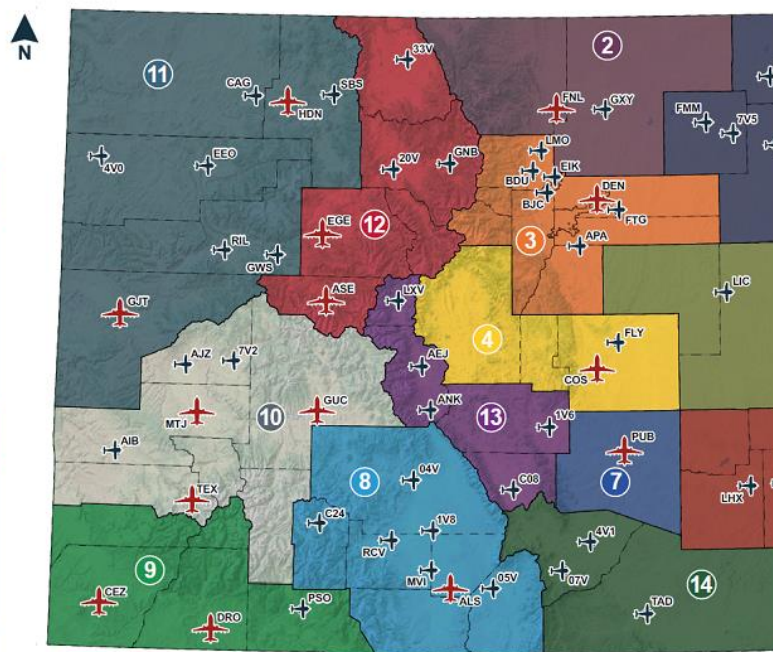 N
11
2
33V
CAG
SBS
HDN
FNL
GXY
FMM
7V5
4V0
EEO
20V
GNB
LMO
EIK
BDU
BJC
DEN
FTG
EGE
12
3
APA
RIL
GWS
LIC
GJT
ASE
LXV
4
FLY
AJZ
7V2
AEJ
COS
MTJ
10
GUC
ANK
13
1V6
AIB
PUB
8
04V
7
TEX
C08
LHX
C24
1V8
4V1
RCV
9
MVI
05V
07V
14
CEZ
ALS
DRO
PSO
TAD